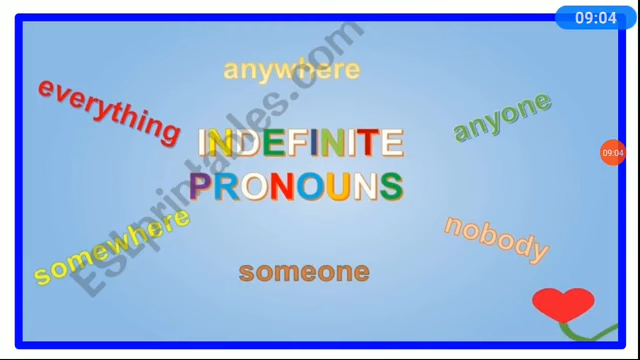 09:04
anywhere
everything
anyone
INDEFINITE
PRONOUNS
09:04
somewhere
nobody
someone
ESLprintables.com